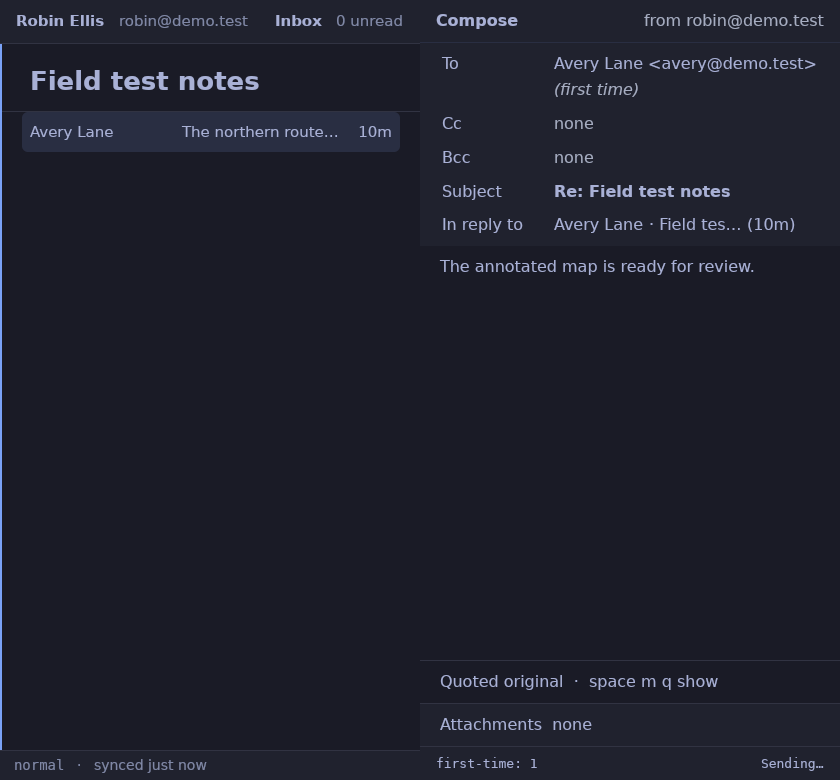 Robin Ellis robin@demo.test Inbox 0 unread
Field test notes
Avery Lane The northern route… 10m
normal · synced just now
Compose from robin@demo.test
To Avery Lane <avery@demo.test>
(first time)
Cc none
Bcc none
Subject Re: Field test notes
In reply to Avery Lane · Field tes… (10m)
The annotated map is ready for review.
Quoted original · space m q show
Attachments none
first-time: 1 Sending…